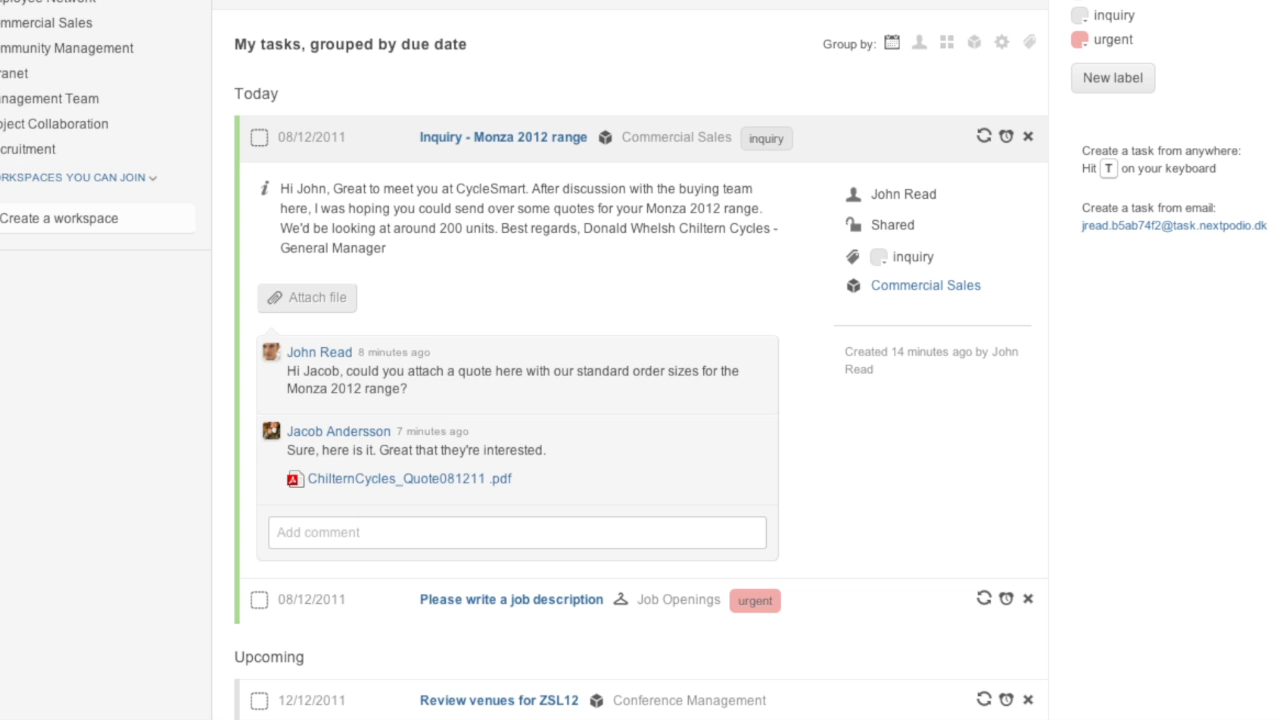 mmercial Sales
mmunity Management
ranet
nagement Team
ject Collaboration
cruitment
RKSPACES YOU CAN JOIN
Create a workspace
My tasks, grouped by due date
Group by:
Today
08/12/2011 Inquiry - Monza 2012 range Commercial Sales inquiry
Hi John, Great to meet you at CycleSmart. After discussion with the buying team
here, I was hoping you could send over some quotes for your Monza 2012 range.
We'd be looking at around 200 units. Best regards, Donald Whelsh Chiltern Cycles -
General Manager
Attach file
John Read 8 minutes ago
Hi Jacob, could you attach a quote here with our standard order sizes for the
Monza 2012 range?
Jacob Andersson 7 minutes ago
Sure, here is it. Great that they're interested.
ChilternCycles_Quote081211 .pdf
Add comment
John Read
Shared
inquiry
Commercial Sales
Created 14 minutes ago by John
Read
08/12/2011 Please write a job description Job Openings urgent
Upcoming
12/12/2011 Review venues for ZSL12 Conference Management
inquiry
urgent
New label
Create a task from anywhere:
Hit T on your keyboard
Create a task from email:
jread.b5ab74f2@task.nextpodio.dk